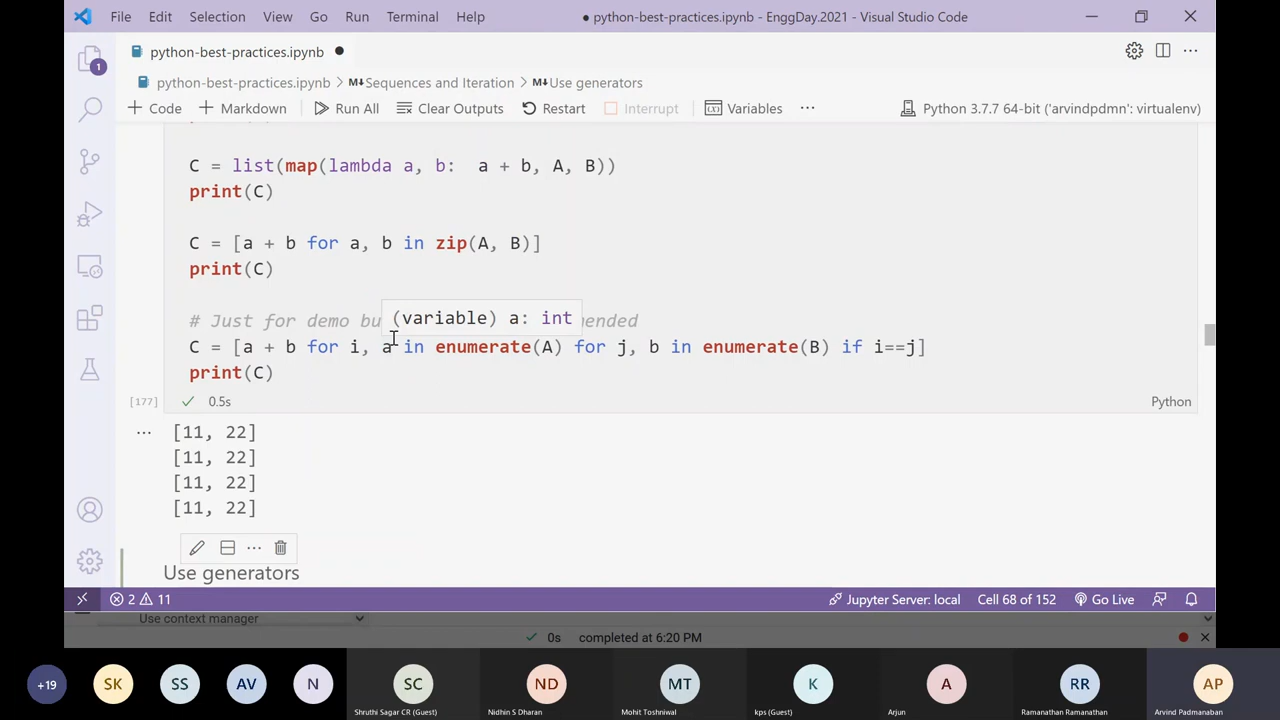 File Edit Selection View Go Run Terminal Help ● python-best-practices.ipynb - EnggDay.2021 - Visual Studio Code
python-best-practices.ipynb ●
python-best-practices.ipynb > M↓Sequences and Iteration > M↓Use generators
+ Code + Markdown Run All Clear Outputs Restart Interrupt Variables ··· Python 3.7.7 64-bit ('arvindpdmn': virtualenv)
1
C = list(map(lambda a, b:  a + b, A, B))
print(C)
C = [a + b for a, b in zip(A, B)]
print(C)
(variable) a: int
# Just for demo bu mended
C = [a + b for i, a in enumerate(A) for j, b in enumerate(B) if i==j]
print(C)
[177] 0.5s Python
··· [11, 22]
[11, 22]
[11, 22]
[11, 22]
···
Use generators
2 11 Jupyter Server: local Cell 68 of 152 Go Live
Use context manager
0s completed at 6:20 PM
+19 SK SS AV N SC ND MT K A RR AP
Shruthi Sagar CR (Guest) Nidhin S Dharan Mohit Toshniwal kps (Guest) Arjun Ramanathan Ramanathan Arvind Padmanaban